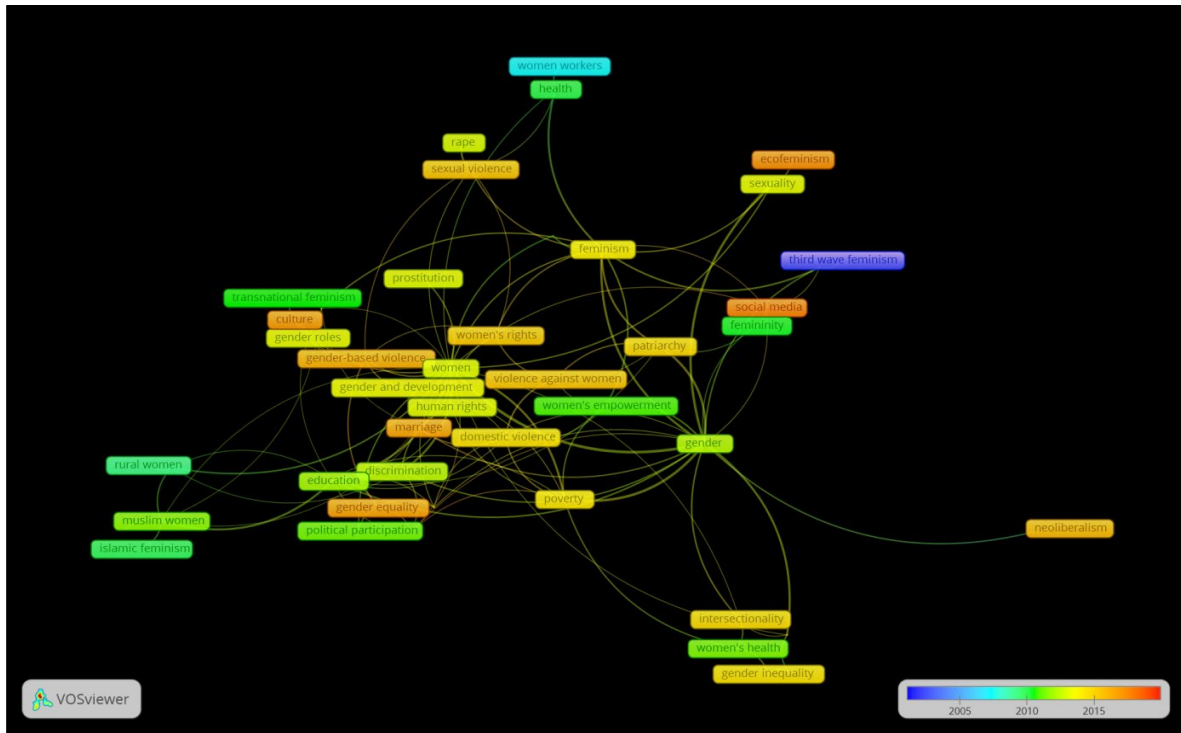 women workers
health
rape
sexual violence
ecofeminism
sexuality
feminism
third wave feminism
prostitution
transnational feminism
social media
culture
femininity
gender roles
women's rights
patriarchy
gender-based violence
women
violence against women
gender and development
human rights
women's empowerment
marriage
domestic violence
gender
rural women
discrimination
education
poverty
gender equality
muslim women
political participation
neoliberalism
islamic feminism
intersectionality
women's health
gender inequality
VOSviewer
2005 2010 2015